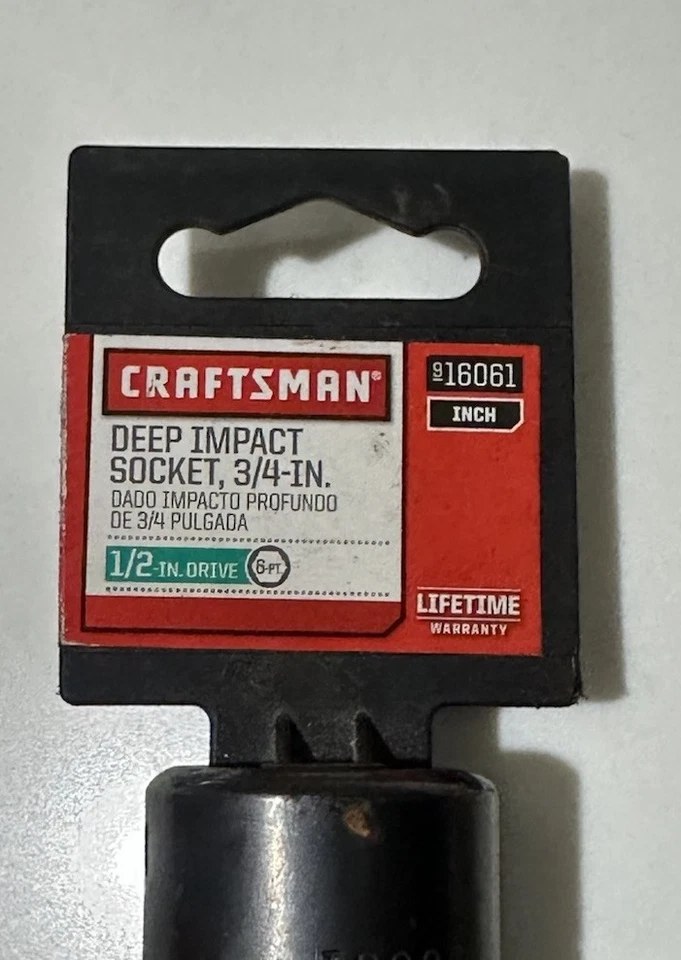 CRAFTSMAN®
DEEP IMPACT
SOCKET, 3/4-IN.
DADO IMPACTO PROFUNDO
DE 3/4 PULGADA
1/2-IN. DRIVE 6-PT.
916061
INCH
LIFETIME
WARRANTY